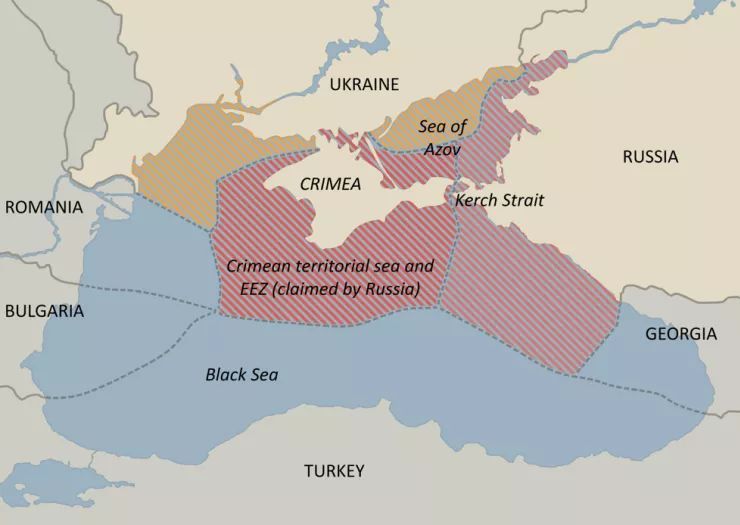 UKRAINE
Sea of
Azov
RUSSIA
CRIMEA
Kerch Strait
ROMANIA
Crimean territorial sea and
EEZ (claimed by Russia)
BULGARIA
GEORGIA
Black Sea
TURKEY